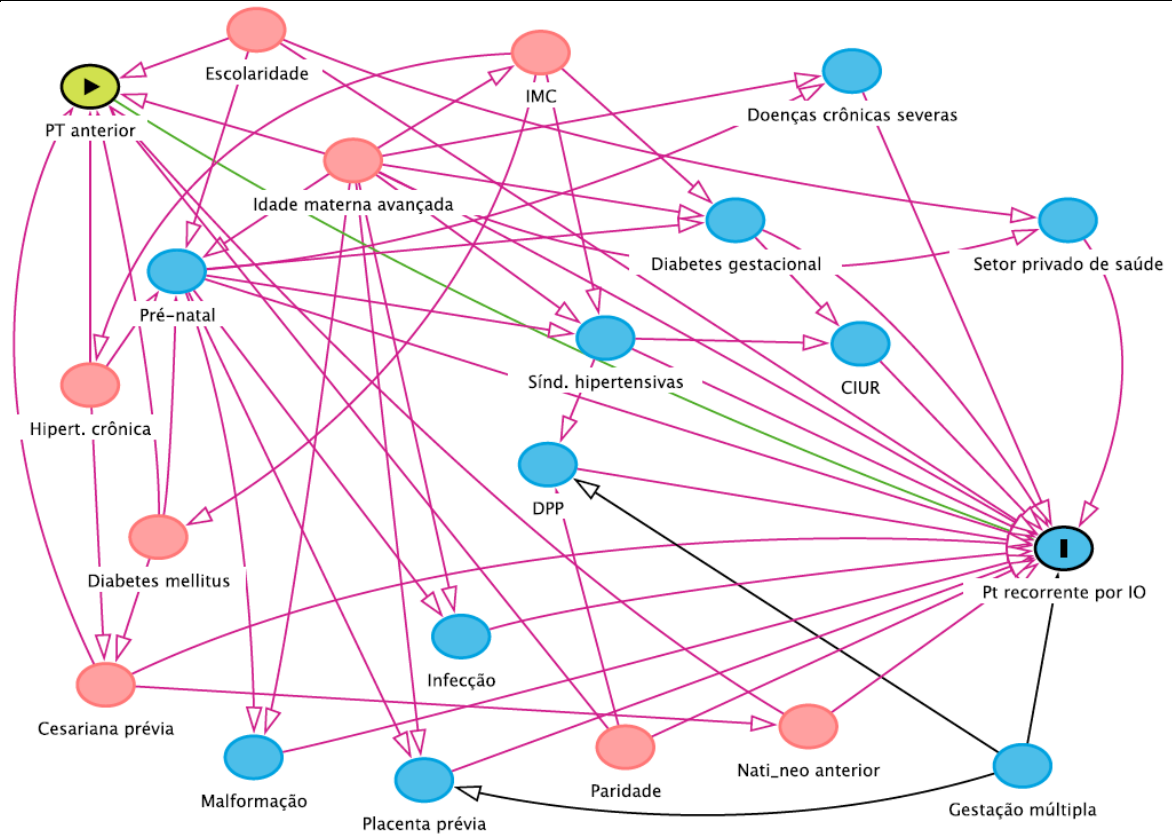 Escolaridade
IMC
Doenças crônicas severas
PT anterior
Idade materna avançada
Diabetes gestacional
Setor privado de saúde
Pré-natal
Sínd. hipertensivas
CIUR
Hipert. crônica
DPP
Diabetes mellitus
Pt recorrente por IO
Infecção
Cesariana prévia
Nati_neo anterior
Paridade
Malformação
Gestação múltipla
Placenta prévia